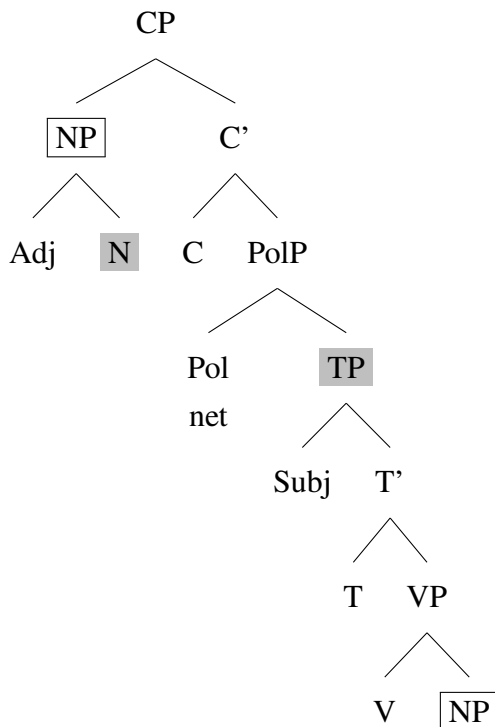 CP
NP C’
Adj N C PolP
Pol TP
net
Subj T’
T VP
V NP